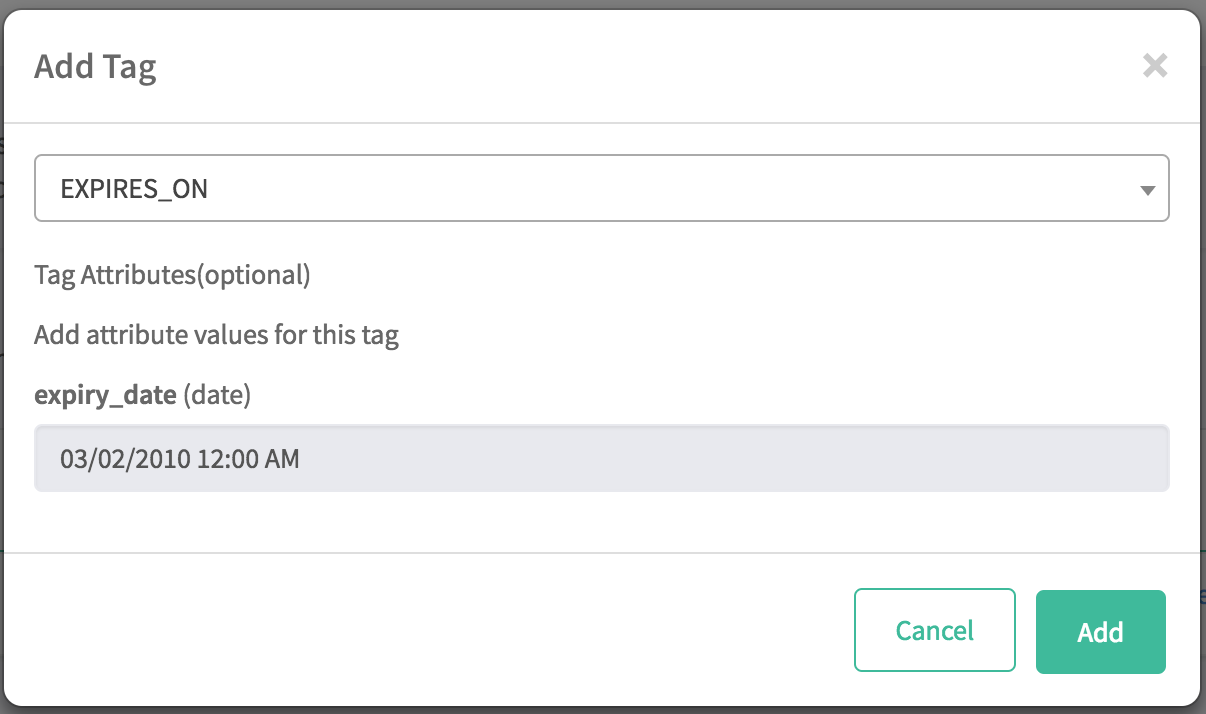 Add Tag
EXPIRES_ON
Tag Attributes(optional)
Add attribute values for this tag
expiry_date (date)
03/02/2010 12:00 AM
Cancel
Add